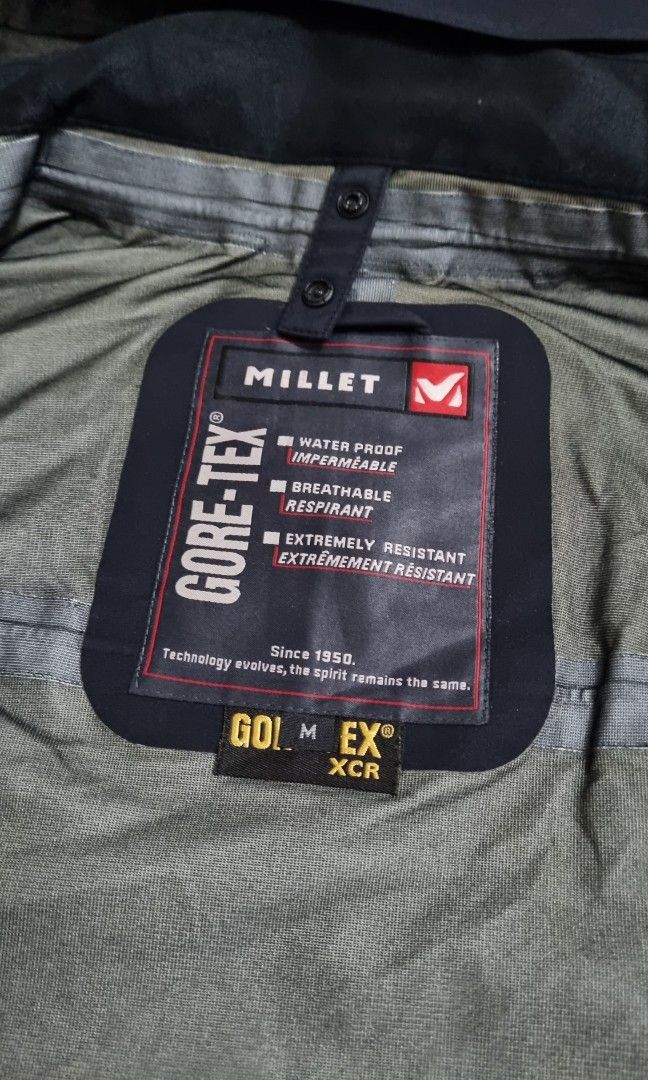 MILLET
GORE-TEX®
WATER PROOF
IMPERMÉABLE
BREATHABLE
RESPIRANT
EXTREMELY RESISTANT
EXTRÊMEMENT RÉSISTANT
Since 1950.
Technology evolves, the spirit remains the same.
M
EX®
XCR